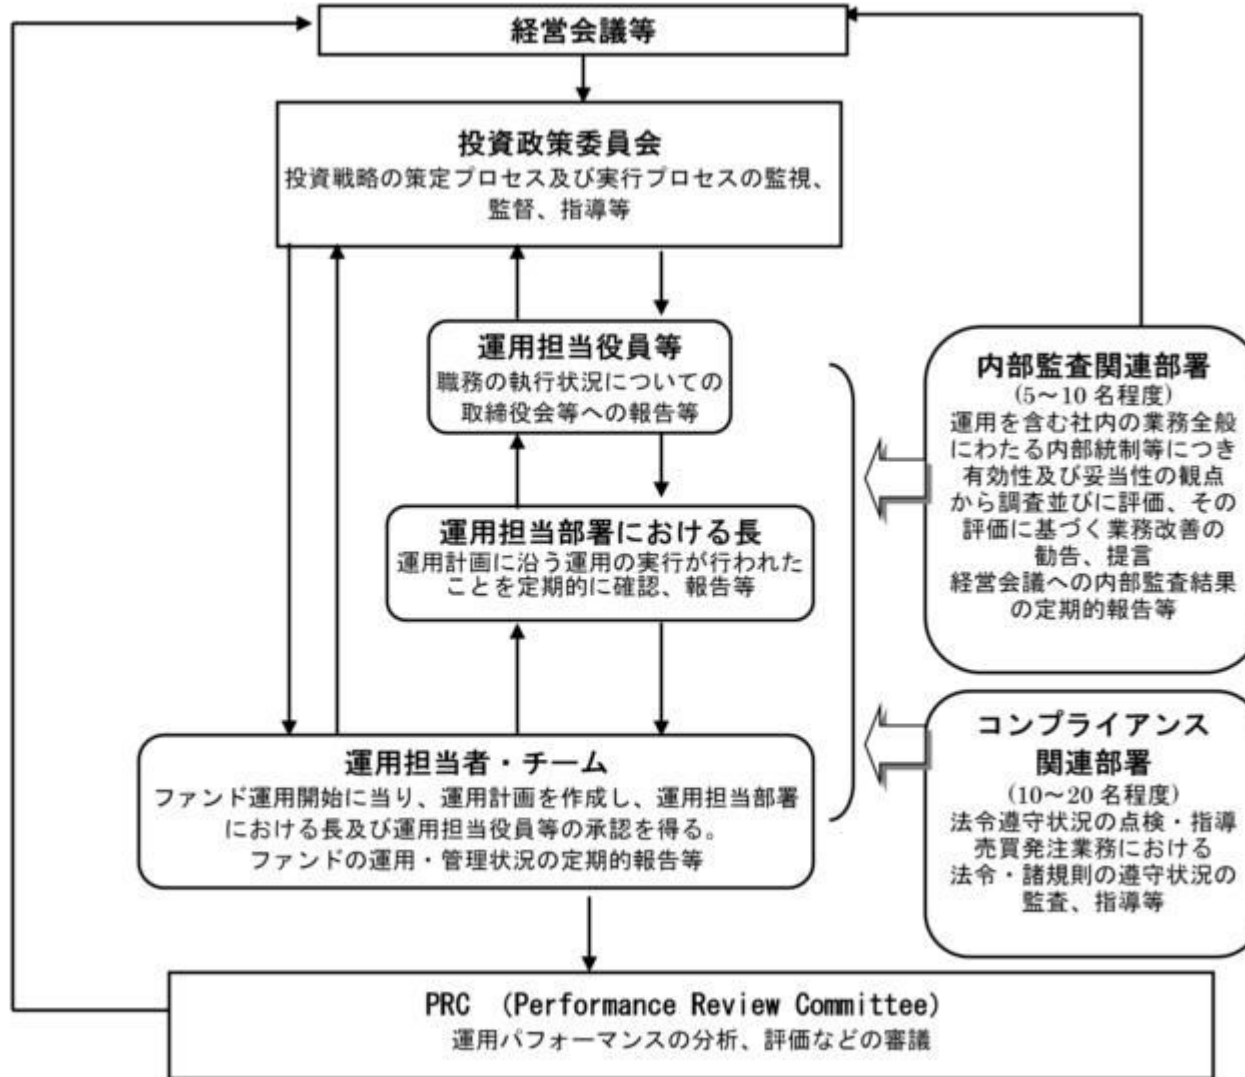 経営会議等
投資政策委員会
投資戦略の策定プロセス及び実行プロセスの監視、
監督、指導等
運用担当役員等
職務の執行状況についての
取締役会等への報告等
運用担当部署における長
運用計画に沿う運用の実行が行われた
ことを定期的に確認、報告等
運用担当者・チーム
ファンド運用開始に当り、運用計画を作成し、運用担当部署
における長及び運用担当役員等の承認を得る。
ファンドの運用・管理状況の定期的報告等
内部監査関連部署
(5～10 名程度)
運用を含む社内の業務全般
にわたる内部統制等につき
有効性及び妥当性の観点
から調査並びに評価、その
評価に基づく業務改善の
勧告、提言
経営会議への内部監査結果
の定期的報告等
コンプライアンス
関連部署
(10～20 名程度)
法令遵守状況の点検・指導
売買発注業務における
法令・諸規則の遵守状況の
監査、指導等
PRC (Performance Review Committee)
運用パフォーマンスの分析、評価などの審議